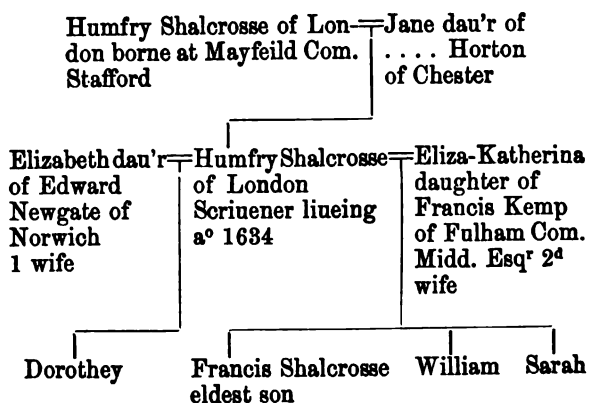 Humfry Shalcrosse of Lon-
don borne at Mayfeild Com.
Stafford
Jane dau'r of
. . . . Horton
of Chester
Elizabeth dau'r
of Edward
Newgate of
Norwich
1 wife
Humfry Shalcrosse
of London
Scriuener liueing
aº 1634
Eliza-Katherina
daughter of
Francis Kemp
of Fulham Com.
Midd. Esqʳ 2ᵈ
wife
Dorothey
Francis Shalcrosse
eldest son
William
Sarah